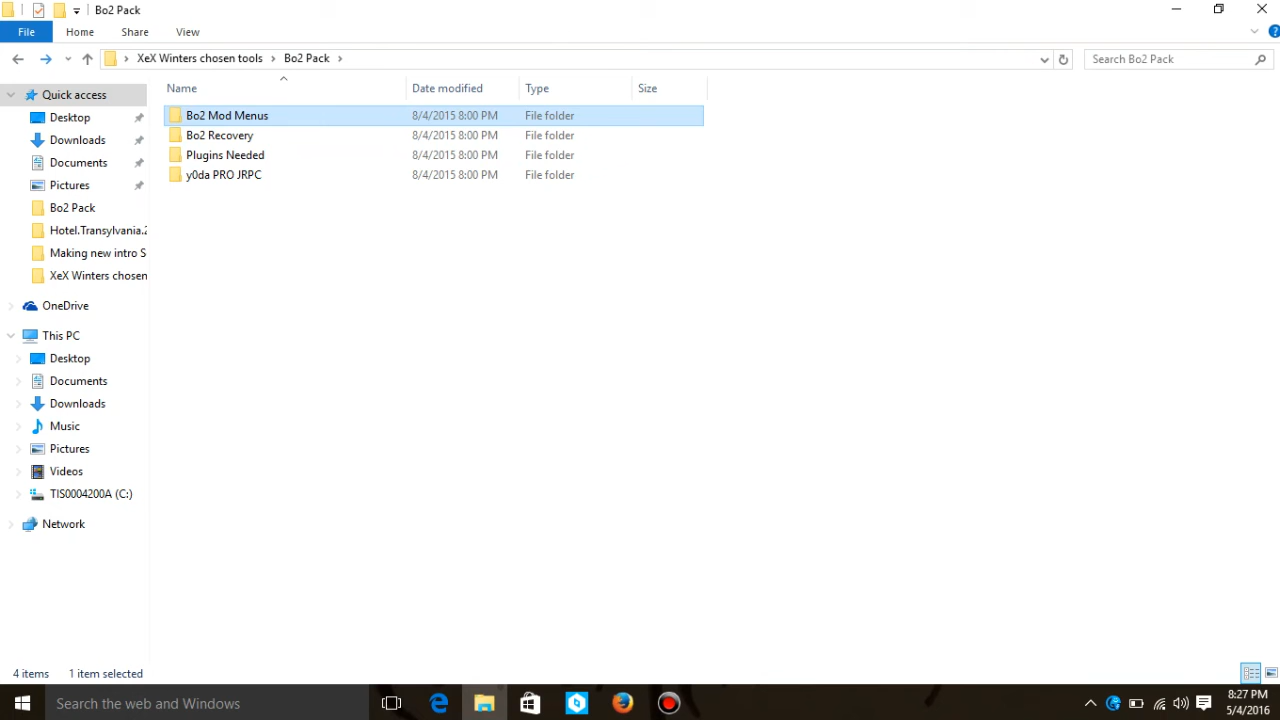 Bo2 Pack
File Home Share View
XeX Winters chosen tools Bo2 Pack Search Bo2 Pack
Name Date modified Type Size
Quick access
Desktop
Downloads
Documents
Pictures
Bo2 Pack
Hotel.Transylvania.2
Making new intro S
XeX Winters chosen
OneDrive
This PC
Desktop
Documents
Downloads
Music
Pictures
Videos
TIS0004200A (C:)
Network
Bo2 Mod Menus 8/4/2015 8:00 PM File folder
Bo2 Recovery 8/4/2015 8:00 PM File folder
Plugins Needed 8/4/2015 8:00 PM File folder
y0da PRO JRPC 8/4/2015 8:00 PM File folder
4 items 1 item selected
Search the web and Windows
8:27 PM
5/4/2016